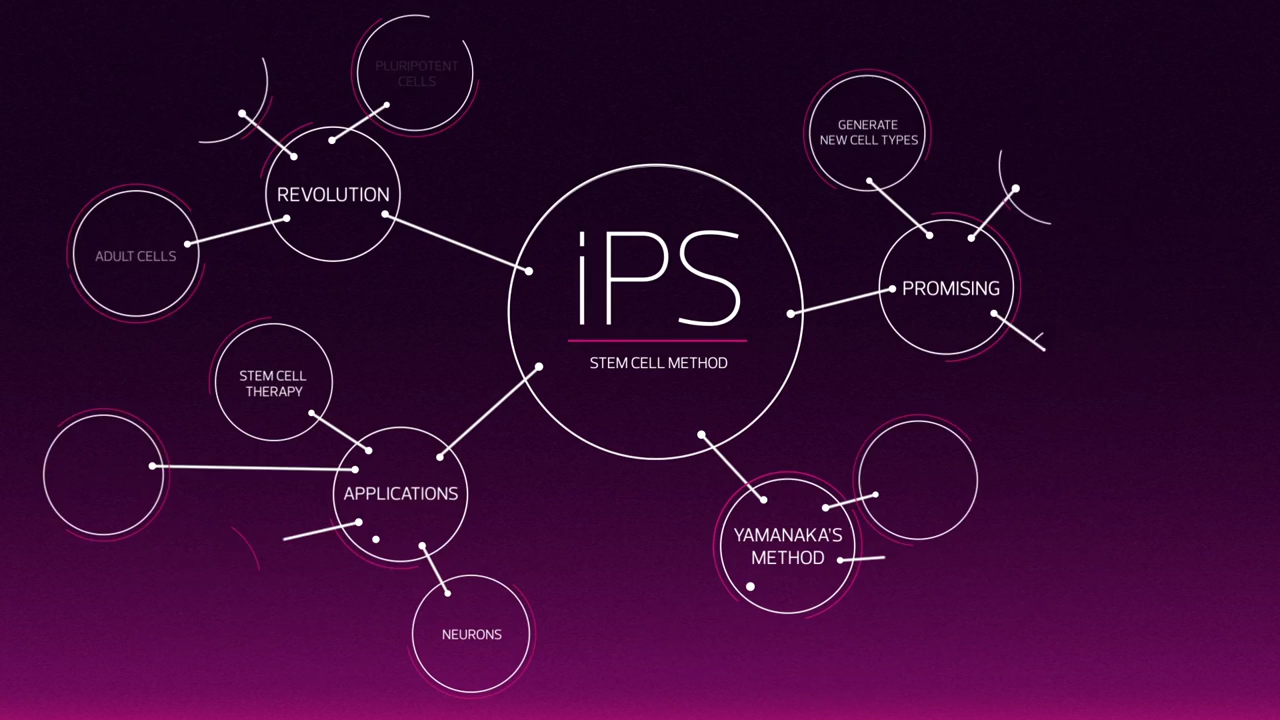 PLURIPOTENT
CELLS
REVOLUTION
ADULT CELLS
iPS
STEM CELL METHOD
GENERATE
NEW CELL TYPES
PROMISING
STEM CELL
THERAPY
APPLICATIONS
NEURONS
YAMANAKA'S
METHOD